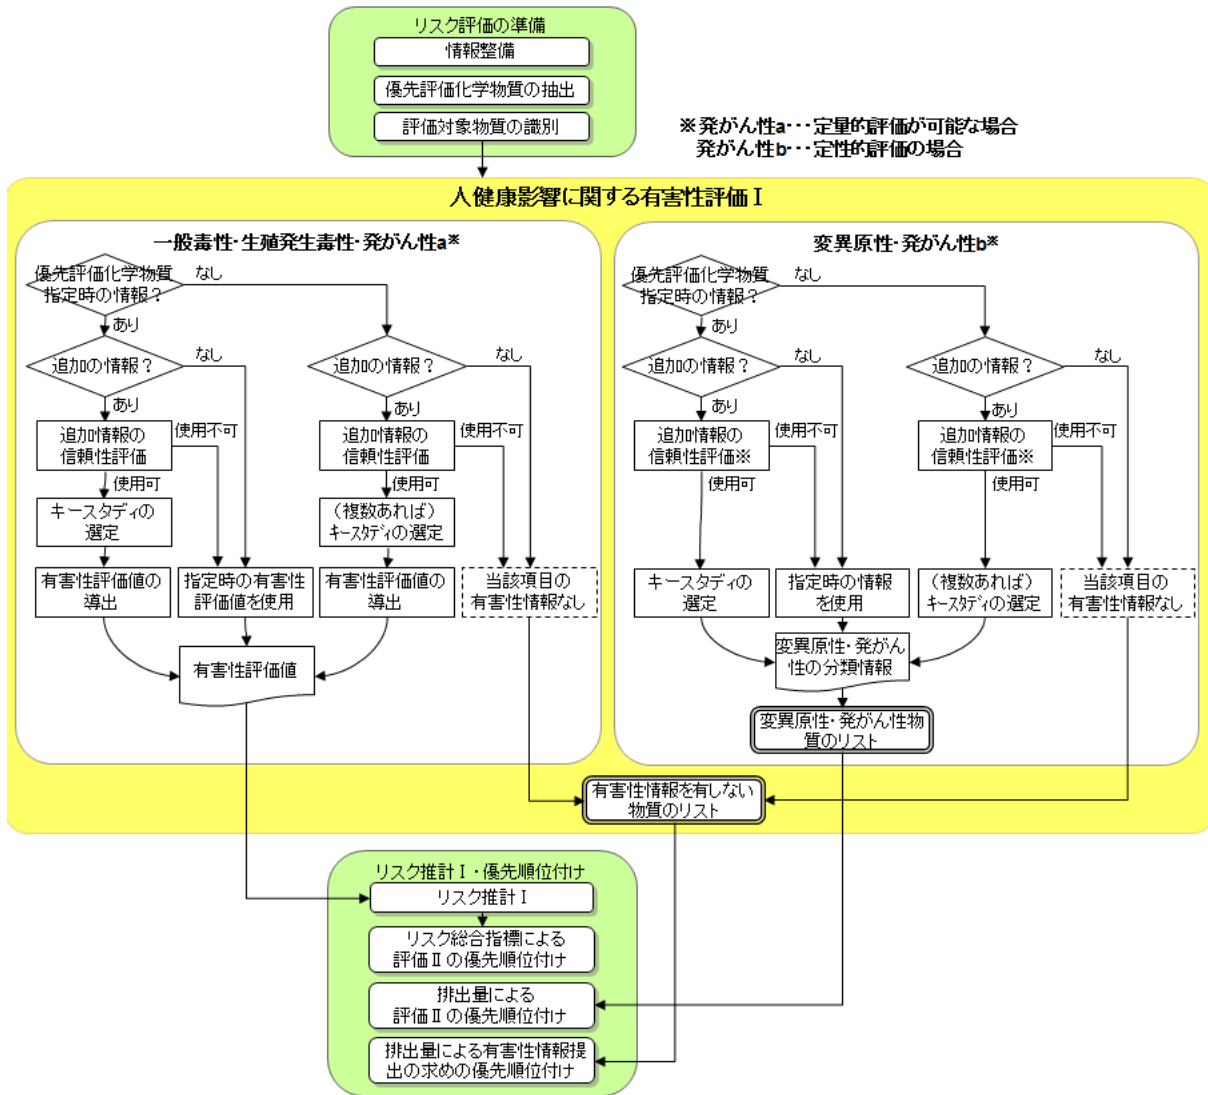 リスク評価の準備
情報整備
優先評価化学物質の抽出
評価対象物質の識別
※発がん性a・・・定量的評価が可能な場合
発がん性b・・・定性的評価の場合
人健康影響に関する有害性評価Ⅰ
一般毒性・生殖発生毒性・発がん性a※
優先評価化学物質
指定時の情報？
なし
あり
追加の情報？
なし
追加の情報？
なし
あり
あり
追加情報の
信頼性評価
使用不可
追加情報の
信頼性評価
使用不可
使用可
使用可
キースタディの
選定
（複数あれば）
キースタディの選定
有害性評価値の
導出
指定時の有害性
評価値を使用
有害性評価値の
導出
当該項目の
有害性情報なし
有害性評価値
変異原性・発がん性b※
優先評価化学物質
指定時の情報？
なし
あり
追加の情報？
なし
追加の情報？
なし
あり
あり
追加情報の
信頼性評価※
使用不可
追加情報の
信頼性評価※
使用不可
使用可
使用可
キースタディの
選定
指定時の情報
を使用
（複数あれば）
キースタディの選定
当該項目の
有害性情報なし
変異原性・発がん
性の分類情報
変異原性・発がん性物
質のリスト
有害性情報を有しない
物質のリスト
リスク推計Ⅰ・優先順位付け
リスク推計Ⅰ
リスク総合指標による
評価Ⅱの優先順位付け
排出量による
評価Ⅱの優先順位付け
排出量による有害性情報提
出の求めの優先順位付け